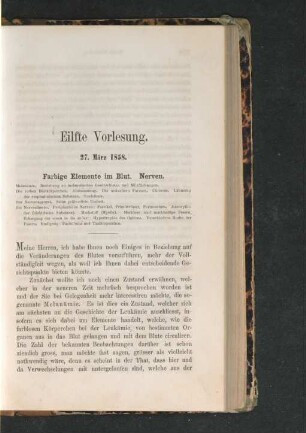 Eilfte Vorlesung.
27. März 1858.
Farbige Elemente im Blut. Nerven.
Meine Herren, ich habe Ihnen noch Einiges in Beziehung auf
die Veränderungen des Blutes vorzuführen, mehr der Voll-
ständigkeit wegen, als weil ich Ihnen dabei entscheidende Ge-
sichtspunkte bieten könnte.
Zunächst wollte ich noch einen Zustand erwähnen, wel-
cher in der neueren Zeit mehrfach besprochen worden ist
und der Sie bei Gelegenheit mehr interessiren möchte, die soge-
nannte Melanämie. Es ist dies ein Zustand, welcher sich
am nächsten an die Geschichte der Leukämie anschliesst, inso-
fern es sich dabei um Elemente handelt, welche, wie die
farblosen Körperchen bei der Leukämie, von bestimmten Or-
ganen aus in das Blut gelangen und mit dem Blute circuliren.
Die Zahl der bekannten Beobachtungen darüber ist schon
ziemlich gross, man möchte fast sagen, grösser als vielleicht
nothwendig wäre, denn es scheint in der That, dass hier und
da Verwechselungen mit untergelaufen sind, welche aus der